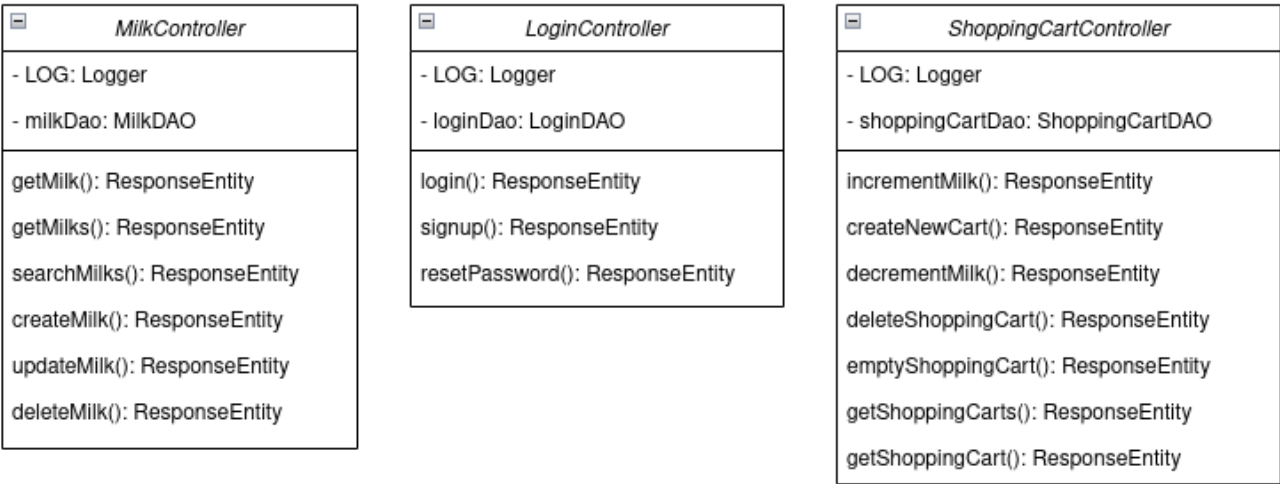 MilkController
- LOG: Logger
- milkDao: MilkDAO
getMilk(): ResponseEntity
getMilks(): ResponseEntity
searchMilks(): ResponseEntity
createMilk(): ResponseEntity
updateMilk(): ResponseEntity
deleteMilk(): ResponseEntity
LoginController
- LOG: Logger
- loginDao: LoginDAO
login(): ResponseEntity
signup(): ResponseEntity
resetPassword(): ResponseEntity
ShoppingCartController
- LOG: Logger
- shoppingCartDao: ShoppingCartDAO
incrementMilk(): ResponseEntity
createNewCart(): ResponseEntity
decrementMilk(): ResponseEntity
deleteShoppingCart(): ResponseEntity
emptyShoppingCart(): ResponseEntity
getShoppingCarts(): ResponseEntity
getShoppingCart(): ResponseEntity